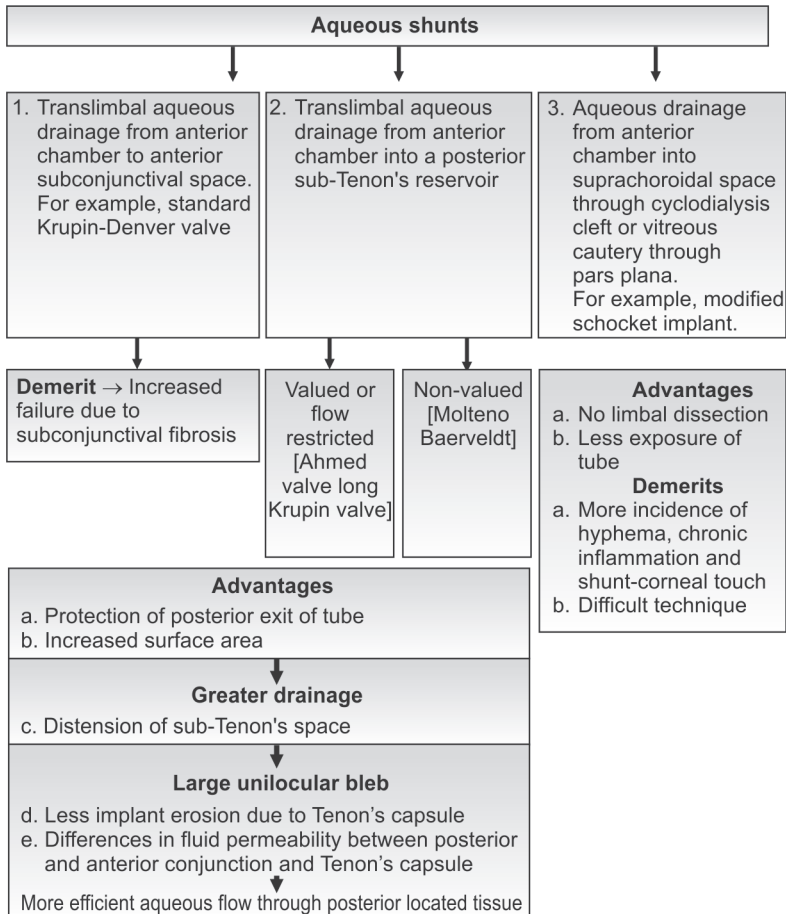 Aqueous shunts
1. Translimbal aqueous
drainage from anterior
chamber to anterior
subconjunctival space.
For example, standard
Krupin-Denver valve
2. Translimbal aqueous
drainage from anterior
chamber into a posterior
sub-Tenon's reservoir
3. Aqueous drainage
from anterior
chamber into
suprachoroidal space
through cyclodialysis
cleft or vitreous
cautery through
pars plana.
For example, modified
schocket implant.
Demerit → Increased
failure due to
subconjunctival fibrosis
Valued or
flow
restricted
[Ahmed
valve long
Krupin valve]
Non-valued
[Molteno
Baerveldt]
Advantages
a. No limbal dissection
b. Less exposure of
tube
Demerits
a. More incidence of
hyphema, chronic
inflammation and
shunt-corneal touch
b. Difficult technique
Advantages
a. Protection of posterior exit of tube
b. Increased surface area
Greater drainage
c. Distension of sub-Tenon's space
Large unilocular bleb
d. Less implant erosion due to Tenon’s capsule
e. Differences in fluid permeability between posterior
and anterior conjunction and Tenon’s capsule
More efficient aqueous flow through posterior located tissue